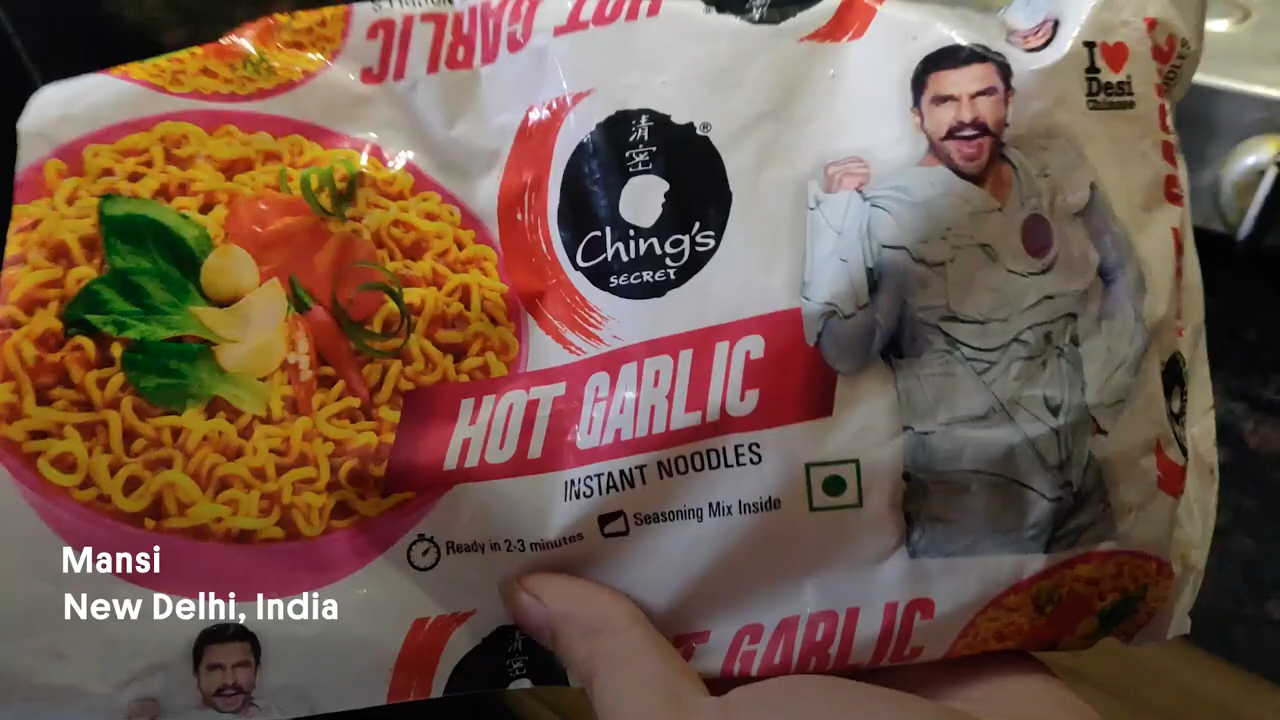 HOT GARLIC
I ❤ Desi
Chinese
清
密
®
Ching's
SECRET
HOT GARLIC
INSTANT NOODLES
Seasoning Mix Inside
Ready in 2-3 minutes
Mansi
New Delhi, India
清
密
GARLIC